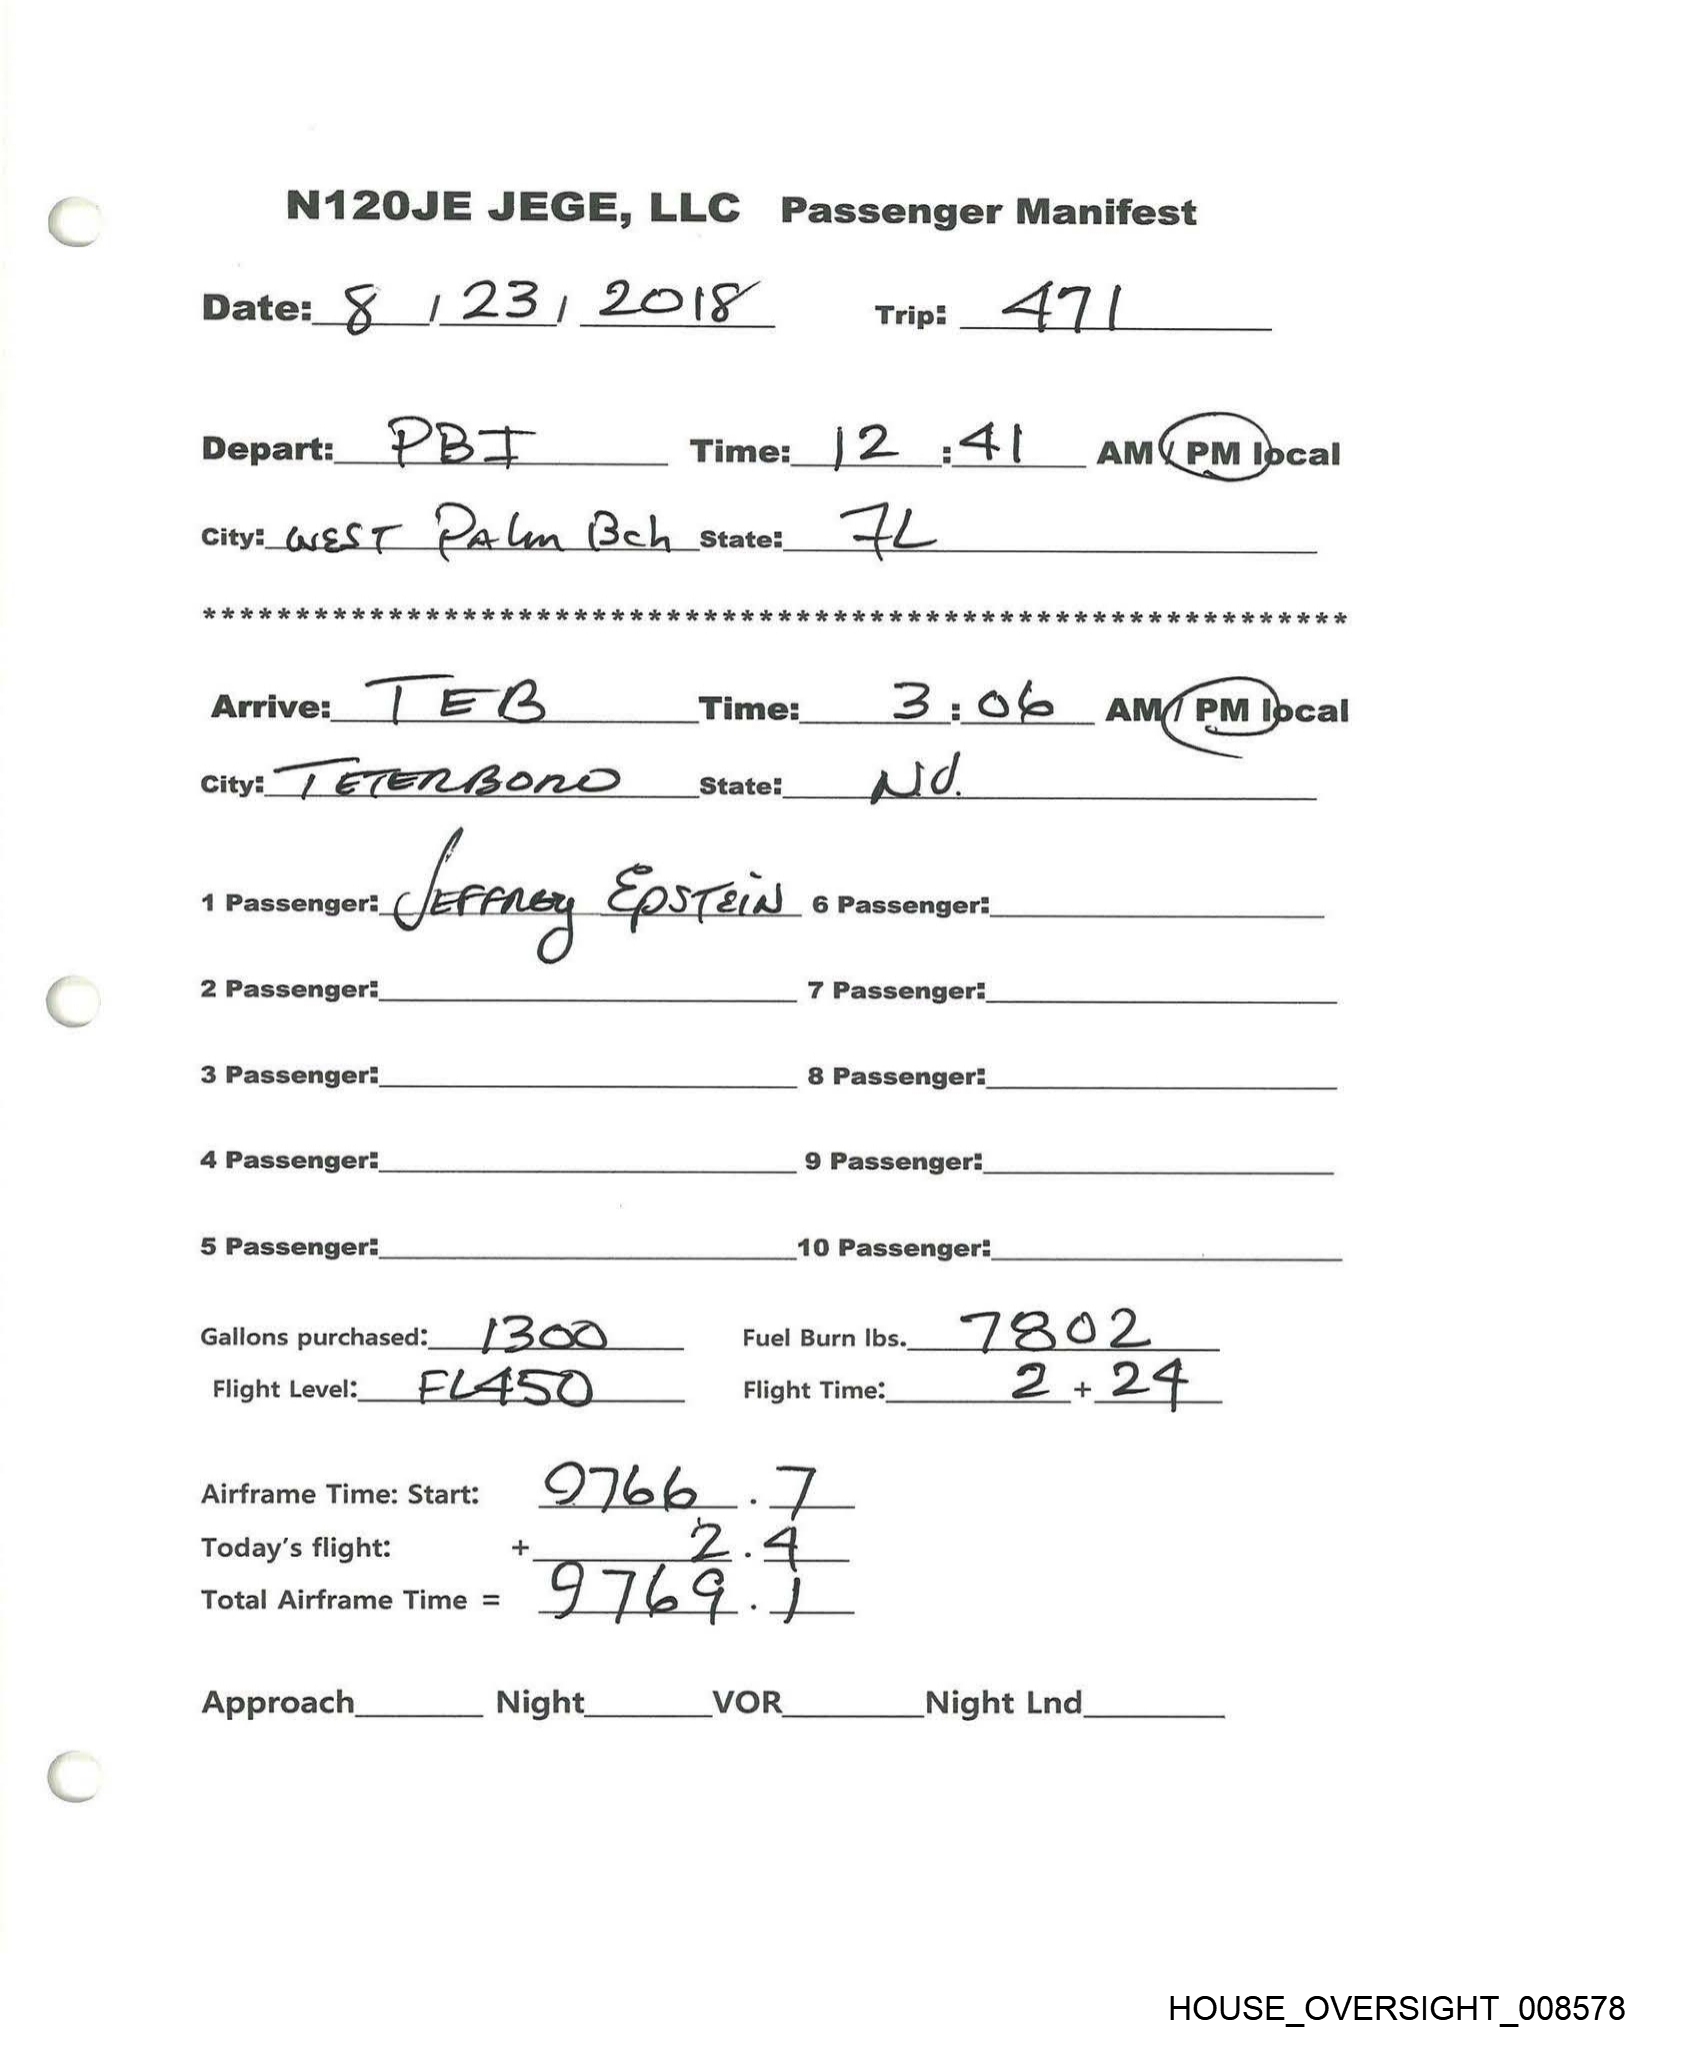 N120JE JEGE, LLC Passenger Manifest
Date: 8 / 23 / 2018 Trip: 471
Depart: PBI Time: 12 : 41 AM / PM local
City: WEST PALm Bch State: FL
******************************************************************
Arrive: TEB Time: 3 : 06 AM / PM local
City: TETERBORO State: NJ.
1 Passenger: JEFFREY EPSTEIN 6 Passenger:
2 Passenger: 7 Passenger:
3 Passenger: 8 Passenger:
4 Passenger: 9 Passenger:
5 Passenger: 10 Passenger:
Gallons purchased: 1300 Fuel Burn lbs. 7802
Flight Level: FL450 Flight Time: 2 + 24
Airframe Time: Start: 9766 . 7
Today's flight: + 2 . 4
Total Airframe Time = 9769 . 1
Approach Night VOR Night Lnd
HOUSE_OVERSIGHT_008578